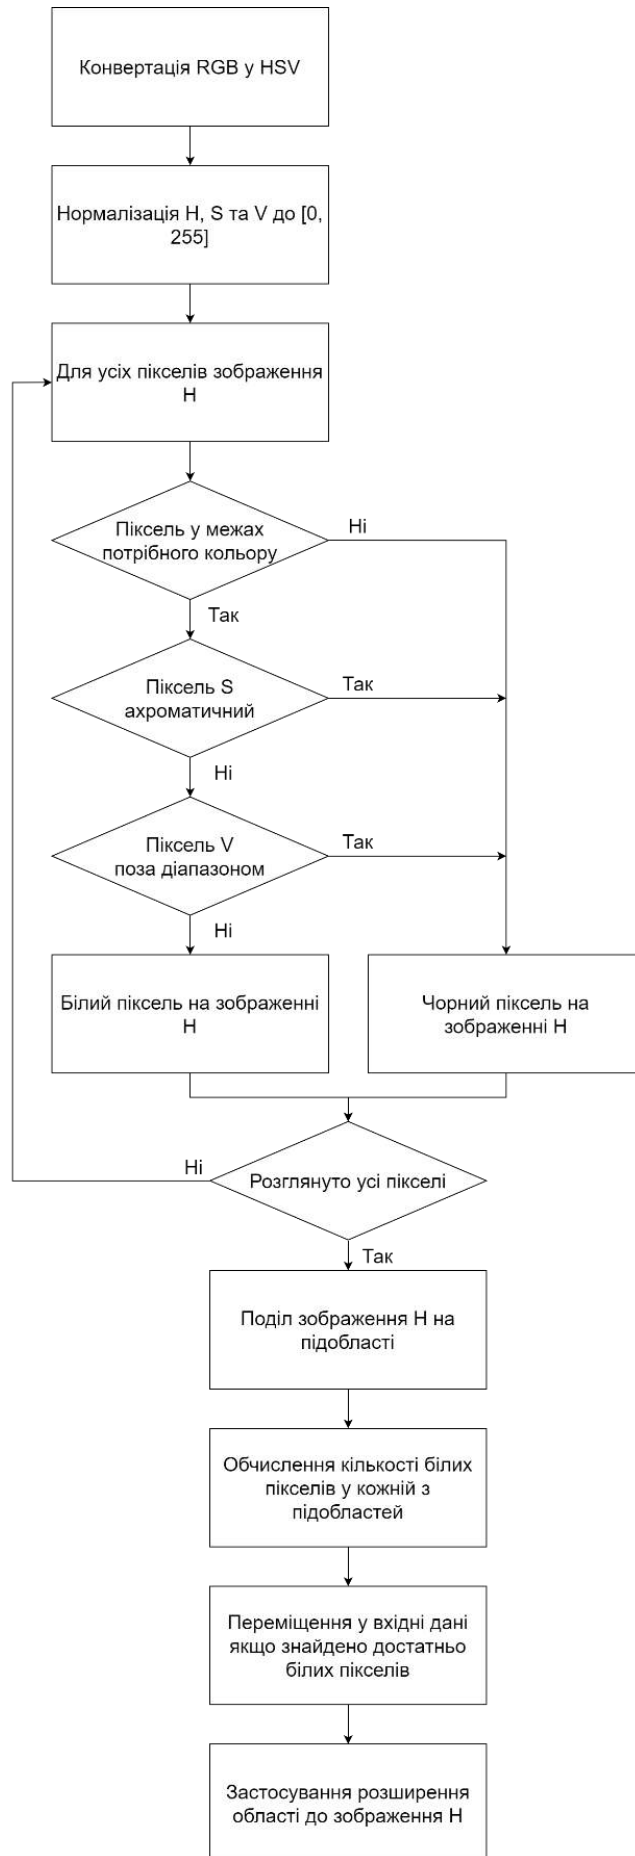 Конвертація RGB у HSV
Нормалізація H, S та V до [0,
255]
Для усіх пікселів зображення
H
Піксель у межах
потрібного кольору
Ні
Так
Піксель S
ахроматичний
Так
Ні
Піксель V
поза діапазоном
Так
Ні
Білий піксель на зображенні
H
Чорний піксель на
зображенні H
Розглянуто усі пікселі
Ні
Так
Поділ зображення H на
підобласті
Обчислення кількості білих
пікселів у кожній з
підобластей
Переміщення у вхідні дані
якщо знайдено достатньо
білих пікселів
Застосування розширення
області до зображення H